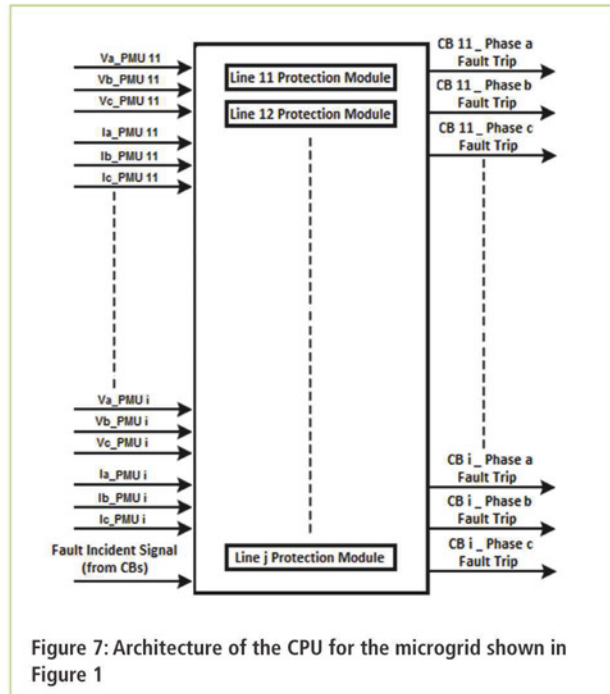 Va_PMU 11
Vb_PMU 11
Vc_PMU 11
Ia_PMU 11
Ib_PMU 11
Ic_PMU 11
Va_PMU i
Vb_PMU i
Vc_PMU i
Ia_PMU i
Ib_PMU i
Ic_PMU i
Fault Incident Signal
(from CBs)
Line 11 Protection Module
Line 12 Protection Module
Line j Protection Module
CB 11 _ Phase a
Fault Trip
CB 11 _ Phase b
Fault Trip
CB 11 _ Phase c
Fault Trip
CB i _ Phase a
Fault Trip
CB i _ Phase b
Fault Trip
CB i _ Phase c
Fault Trip
Figure 7: Architecture of the CPU for the microgrid shown in
Figure 1